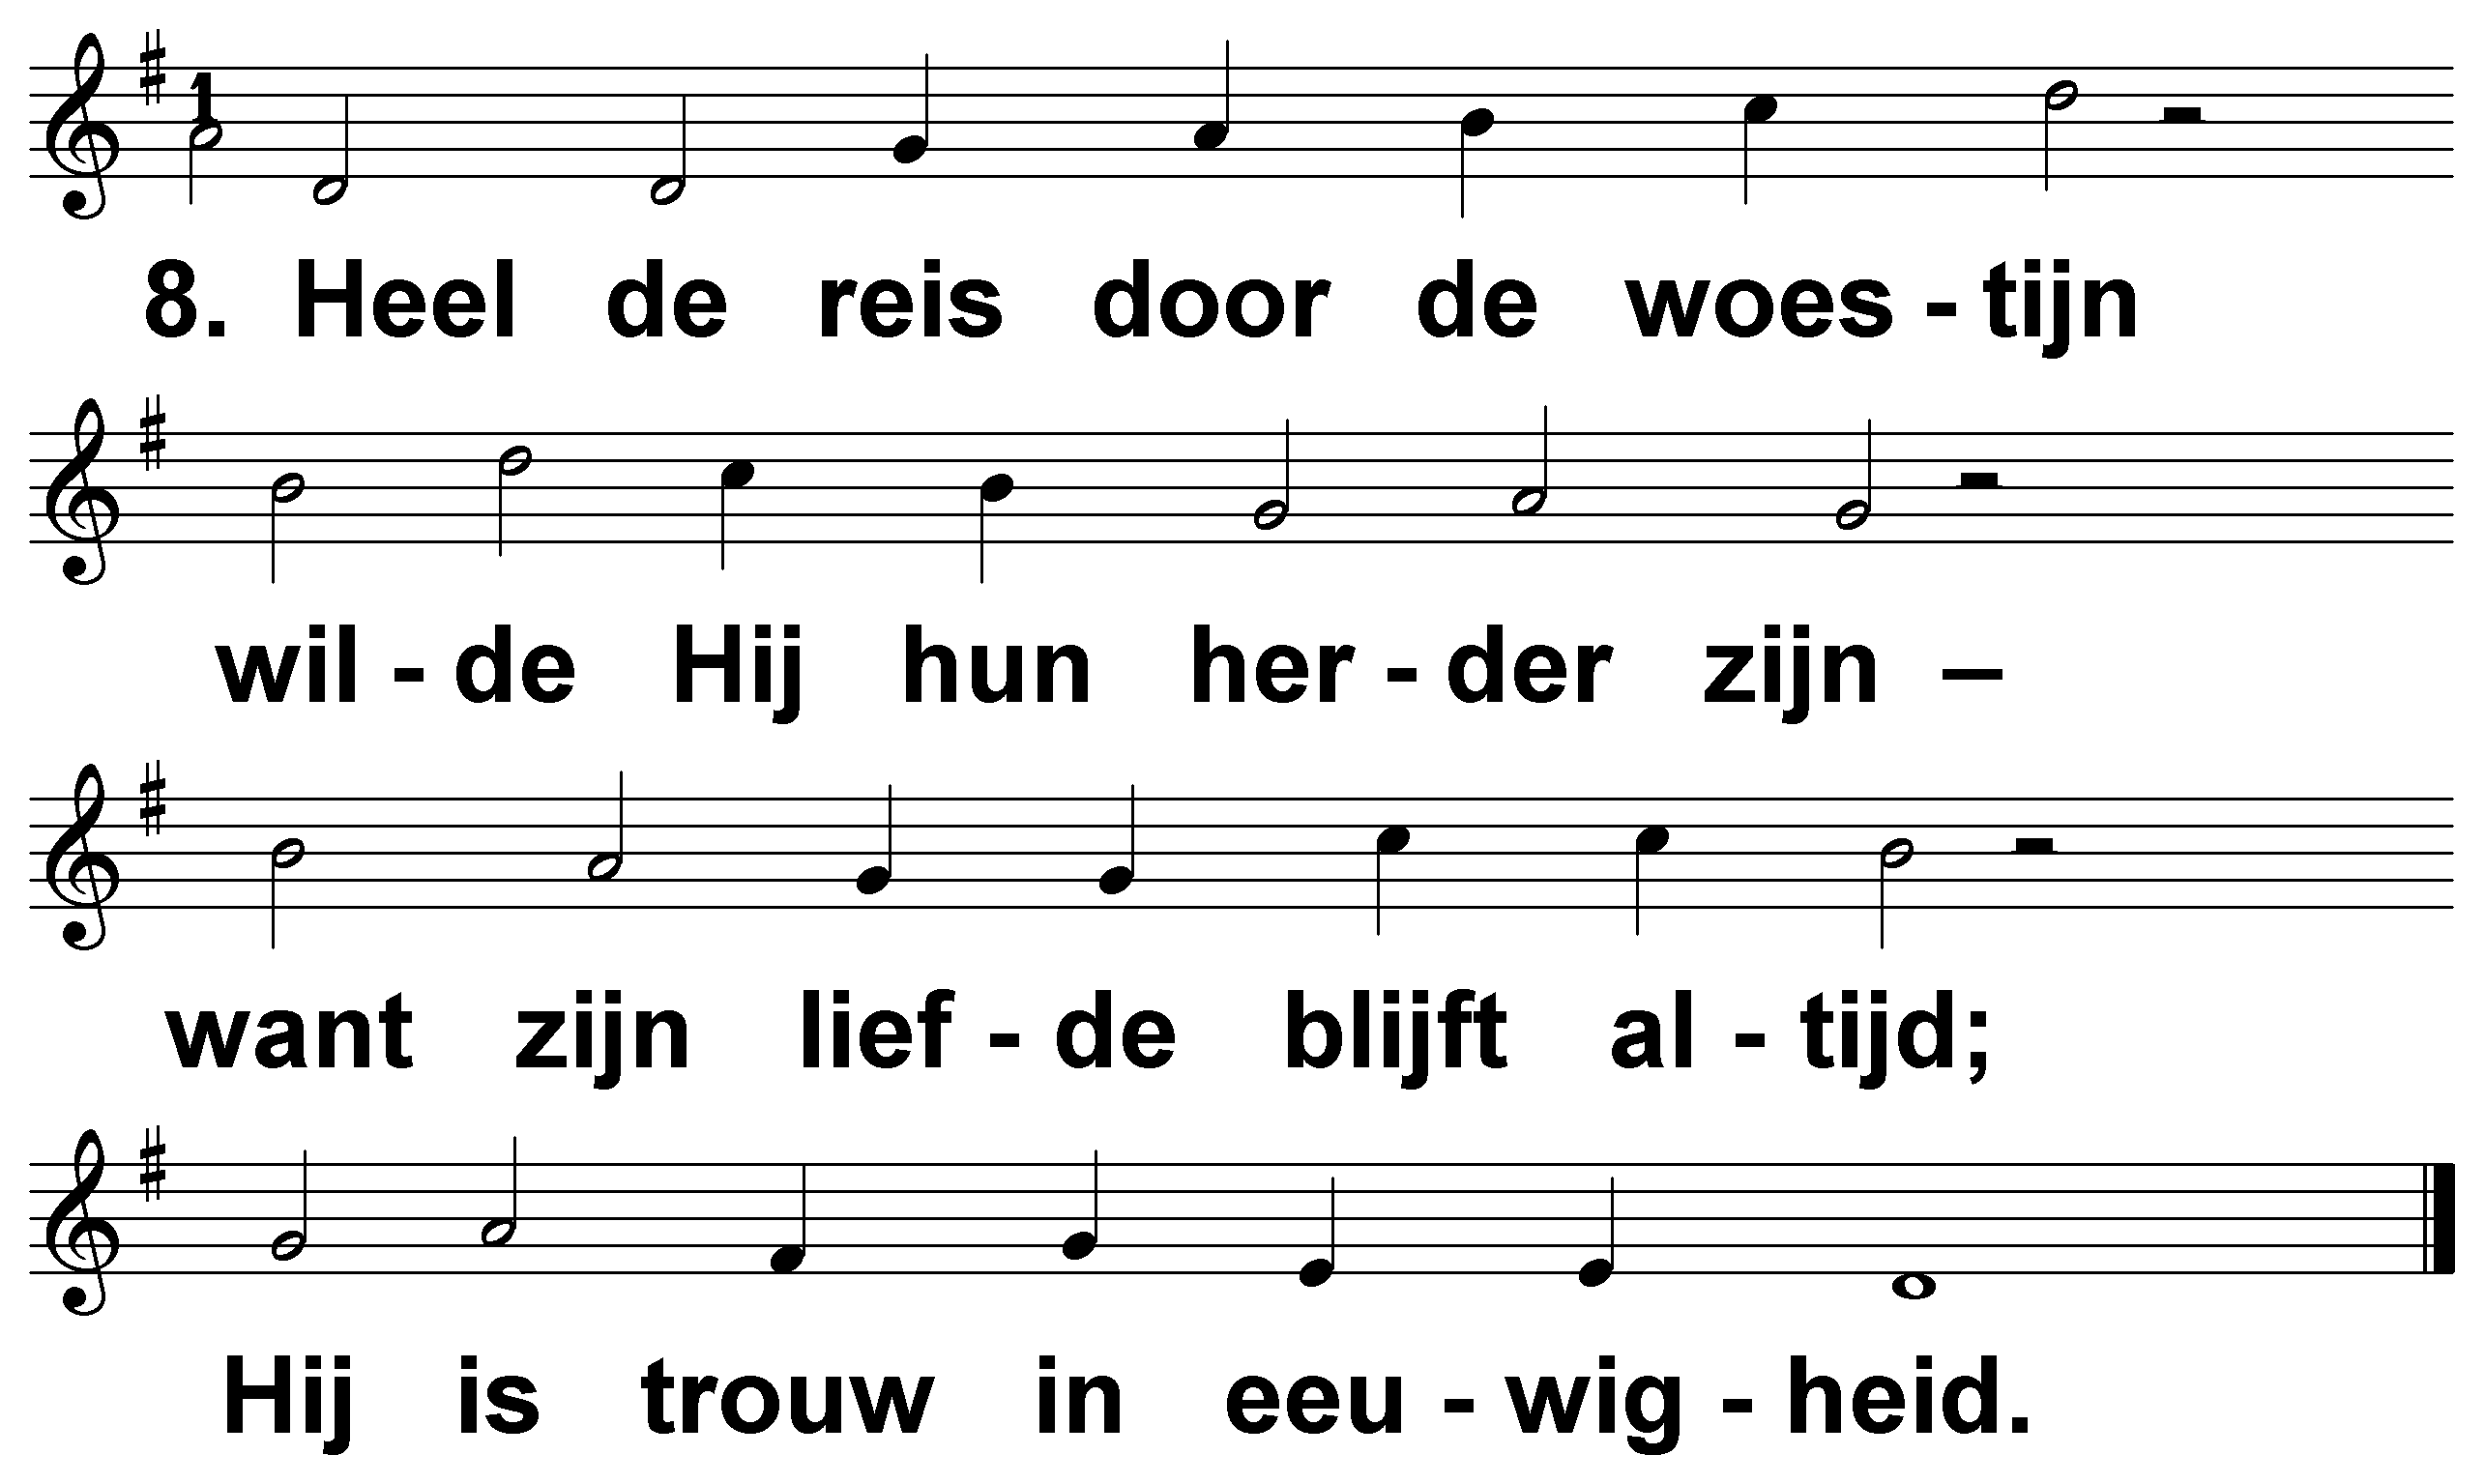 1
8. Heel de reis door de woes - tijn
wil - de Hij hun her - der zijn –
want zijn lief - de blijft al - tijd;
Hij is trouw in eeu - wig - heid.